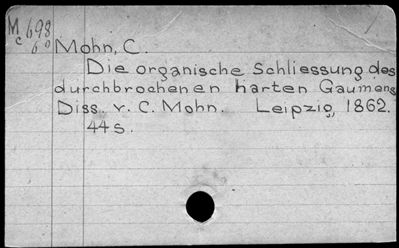 M 698
c 60
Mohn, C.
Die organische Schliessung des
durchbrochenen harten Gaumens
Diss. v. C. Mohn. Leipzig, 1862.
44 s.